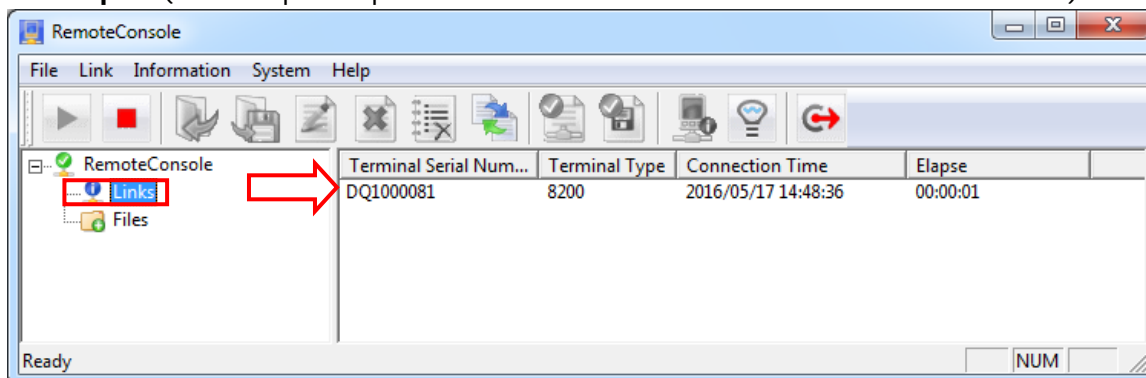 RemoteConsole
File Link Information System Help
RemoteConsole
Links
Files
Terminal Serial Num... Terminal Type Connection Time Elapse
DQ1000081 8200 2016/05/17 14:48:36 00:00:01
Ready NUM